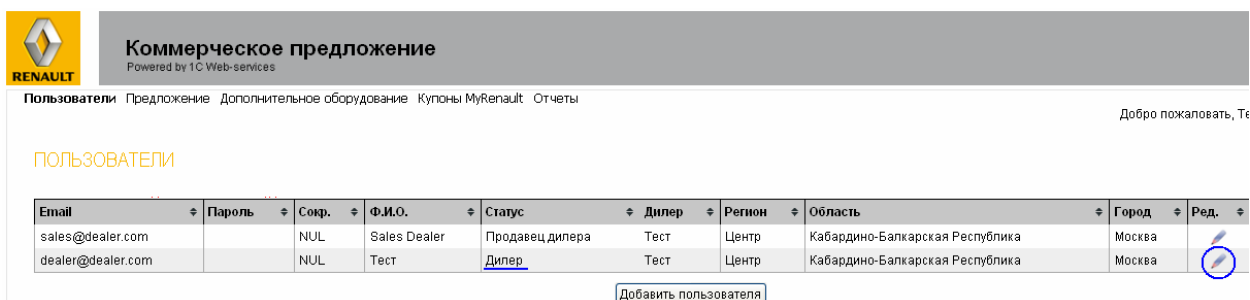 RENAULT
Коммерческое предложение
Powered by 1C Web-services
Пользователи Предложение Дополнительное оборудование Купоны MyRenault Отчеты
Добро пожаловать, Те
ПОЛЬЗОВАТЕЛИ
Email Пароль Сокр. Ф.И.О. Статус Дилер Регион Область Город Ред.
sales@dealer.com NUL Sales Dealer Продавец дилера Тест Центр Кабардино-Балкарская Республика Москва
dealer@dealer.com NUL Тест Дилер Тест Центр Кабардино-Балкарская Республика Москва
Добавить пользователя